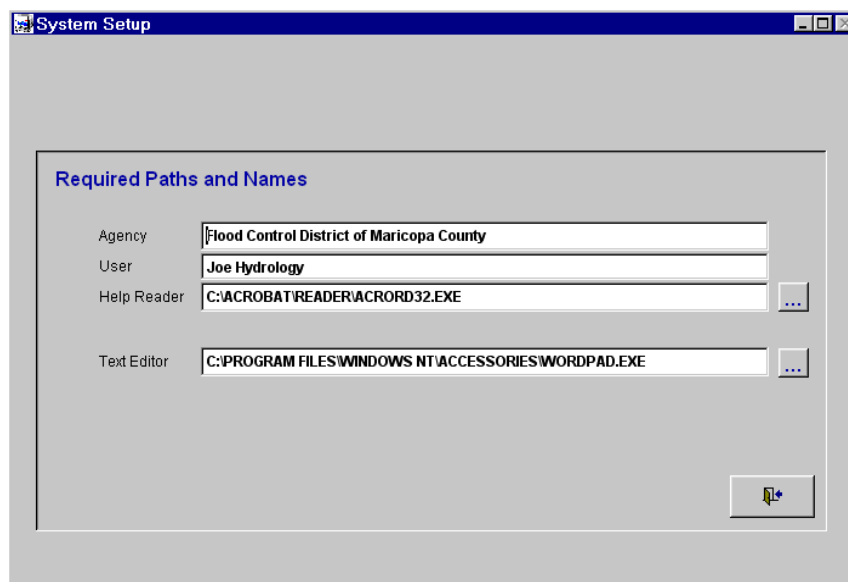 System Setup
Required Paths and Names
Agency Flood Control District of Maricopa County
User Joe Hydrology
Help Reader C:\ACROBAT\READER\ACRORD32.EXE ...
Text Editor C:\PROGRAM FILES\WINDOWS NT\ACCESSORIES\WORDPAD.EXE ...